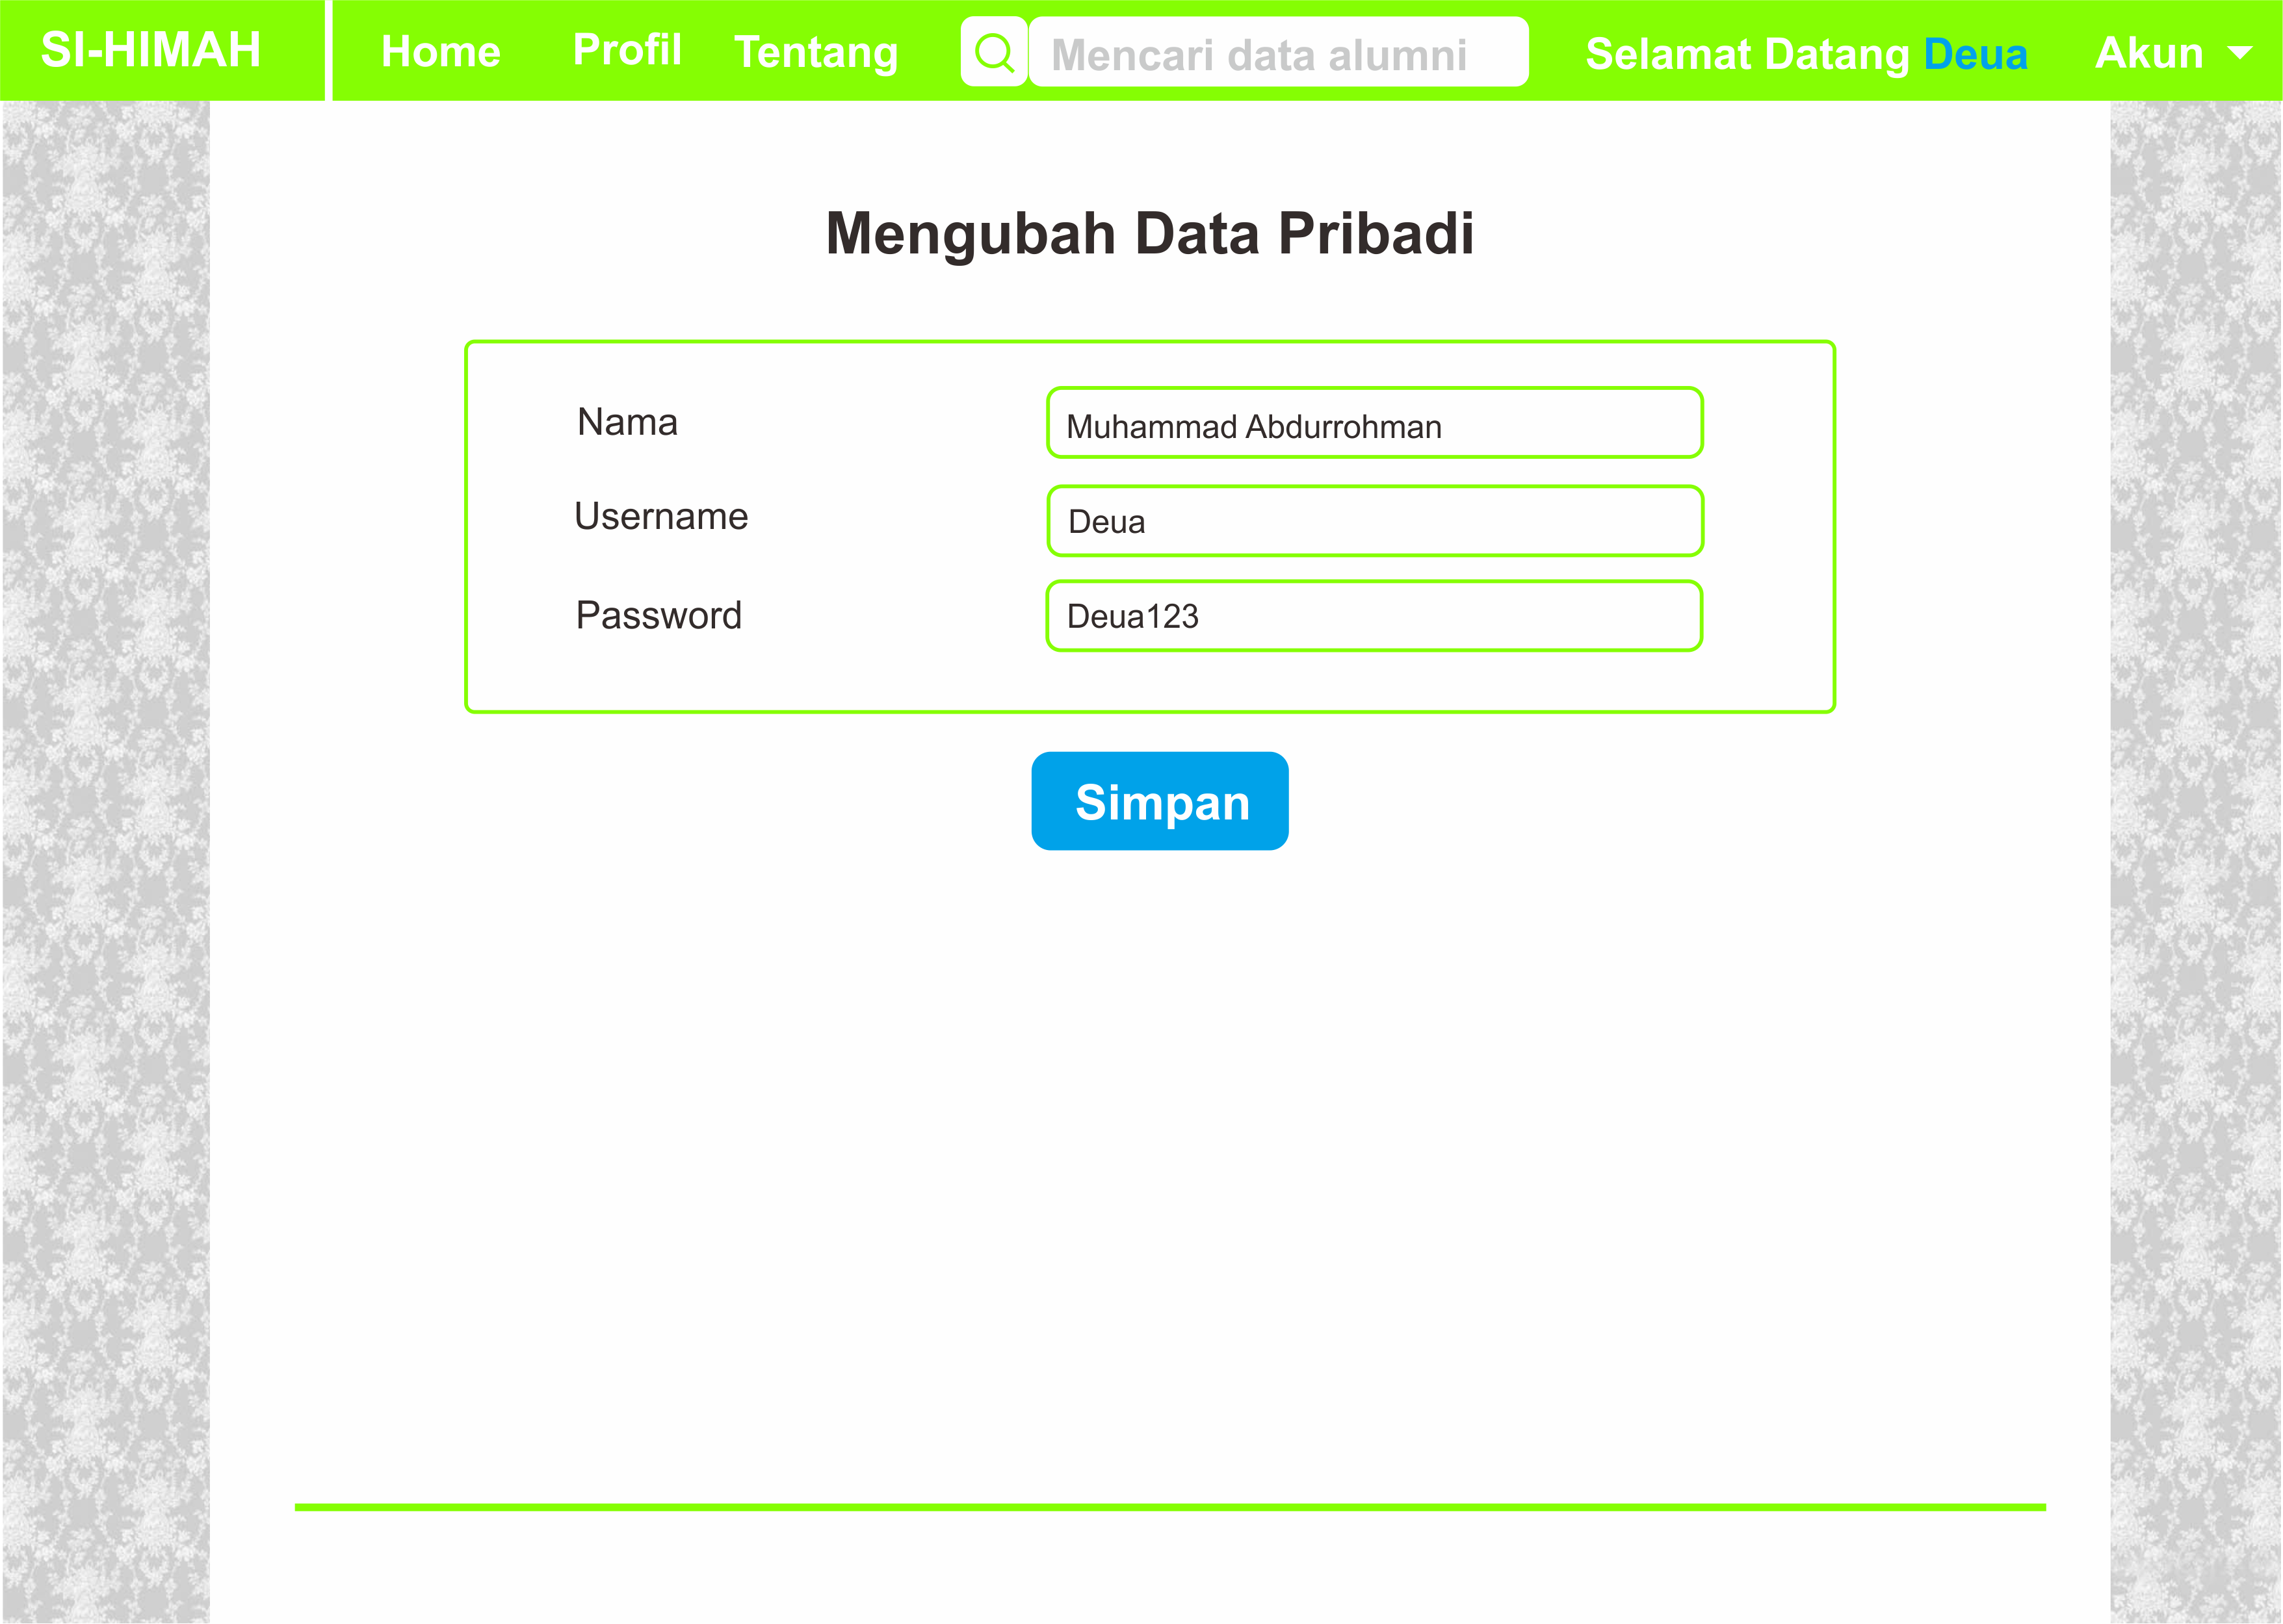 SI-HIMAH Home Profil Tentang Mencari data alumni Selamat Datang Deua Akun
Mengubah Data Pribadi
Nama Muhammad Abdurrohman
Username Deua
Password Deua123
Simpan